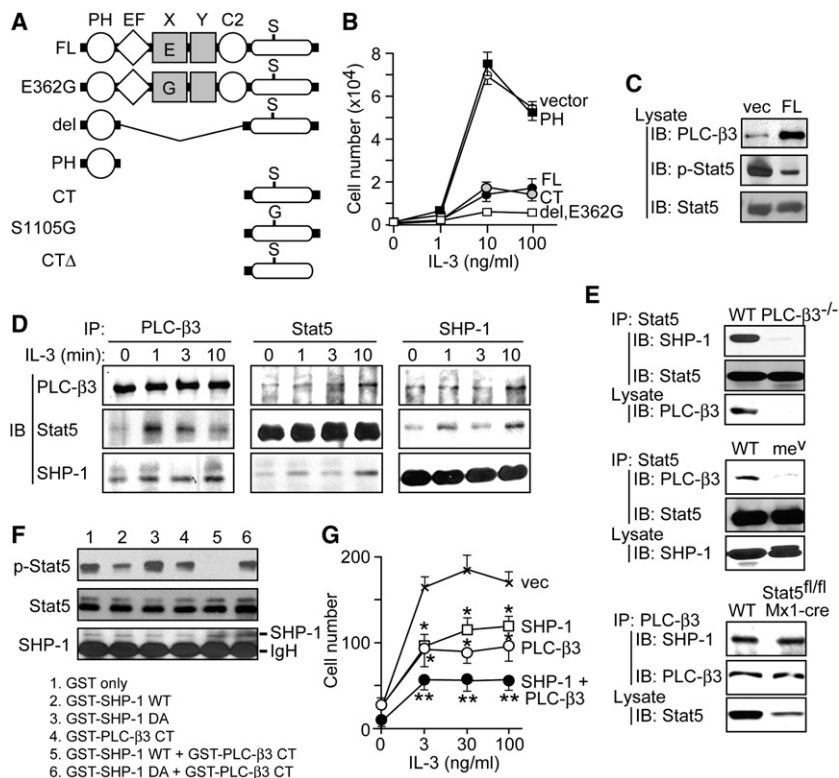 A
PH EF X Y C2
S
FL
E
S
E362G
G
S
del
PH
S
CT
G
S1105G
S
CTΔ
B
Cell number (x10⁴)
8
6
4
2
0
vector
PH
FL
CT
del,E362G
0 1 10 100
IL-3 (ng/ml)
C
vec FL
Lysate
IB: PLC-β3
IB: p-Stat5
IB: Stat5
D
IP: PLC-β3 Stat5 SHP-1
IL-3 (min) 0 1 3 10 0 1 3 10 0 1 3 10
PLC-β3
IB Stat5
SHP-1
E
WT PLC-β3⁻/⁻
IP: Stat5
IB: SHP-1
IB: Stat5
Lysate
IB: PLC-β3
WT meᵛ
IP: Stat5
IB: PLC-β3
IB: Stat5
Lysate
IB: SHP-1
Stat5fl/fl
WT Mx1-cre
IP: PLC-β3
IB: SHP-1
IB: PLC-β3
Lysate
IB: Stat5
F
1 2 3 4 5 6
p-Stat5
Stat5
SHP-1
SHP-1
IgH
1. GST only
2. GST-SHP-1 WT
3. GST-SHP-1 DA
4. GST-PLC-β3 CT
5. GST-SHP-1 WT + GST-PLC-β3 CT
6. GST-SHP-1 DA + GST-PLC-β3 CT
G
Cell number
200
100
0
vec
* * *
SHP-1
* * *
PLC-β3
SHP-1 +
PLC-β3
** ** **
0 3 30 100
IL-3 (ng/ml)